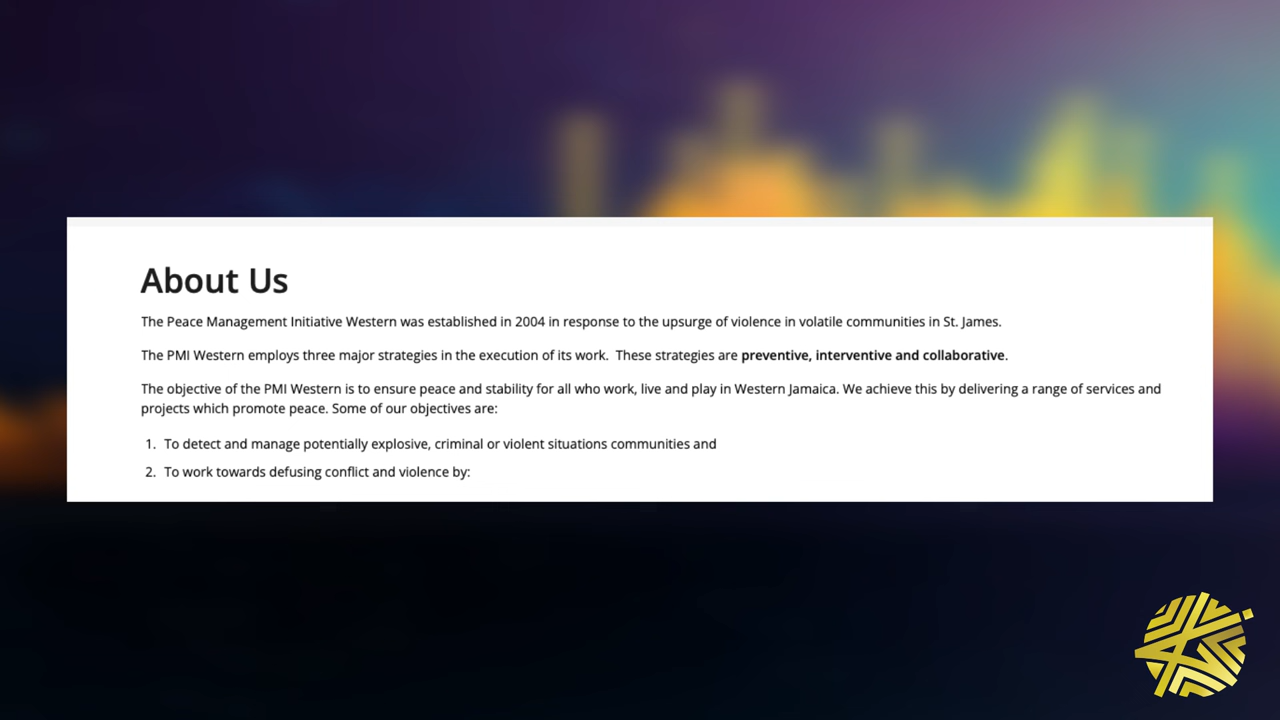 About Us
The Peace Management Initiative Western was established in 2004 in response to the upsurge of violence in volatile communities in St. James.
The PMI Western employs three major strategies in the execution of its work.  These strategies are preventive, interventive and collaborative.
The objective of the PMI Western is to ensure peace and stability for all who work, live and play in Western Jamaica. We achieve this by delivering a range of services and
projects which promote peace. Some of our objectives are:
1. To detect and manage potentially explosive, criminal or violent situations communities and
2. To work towards defusing conflict and violence by: